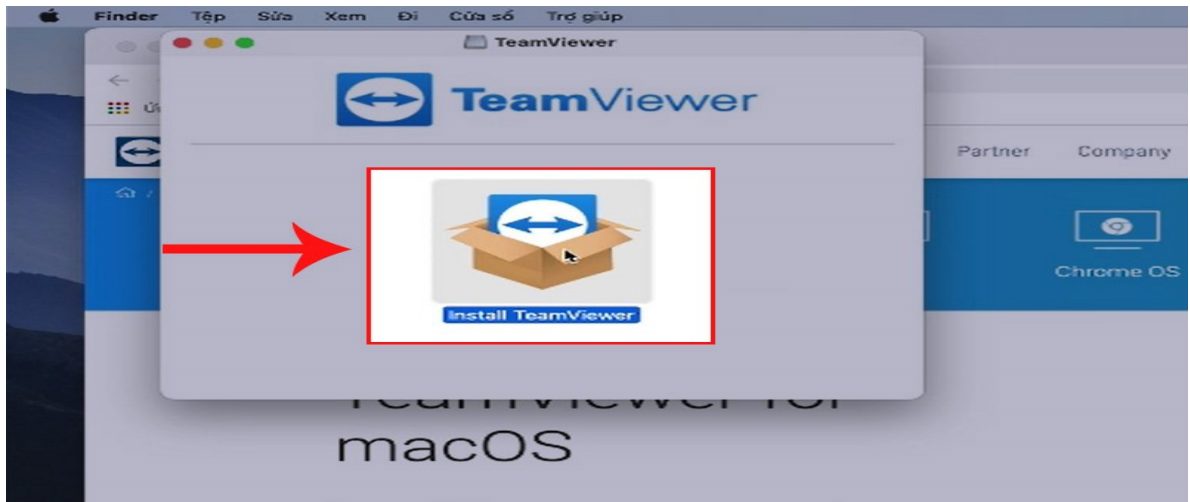 Finder Tệp Sửa Xem Đi Cửa sổ Trợ giúp
TeamViewer
TeamViewer
Partner Company
Install TeamViewer
Chrome OS
TeamViewer for
macOS